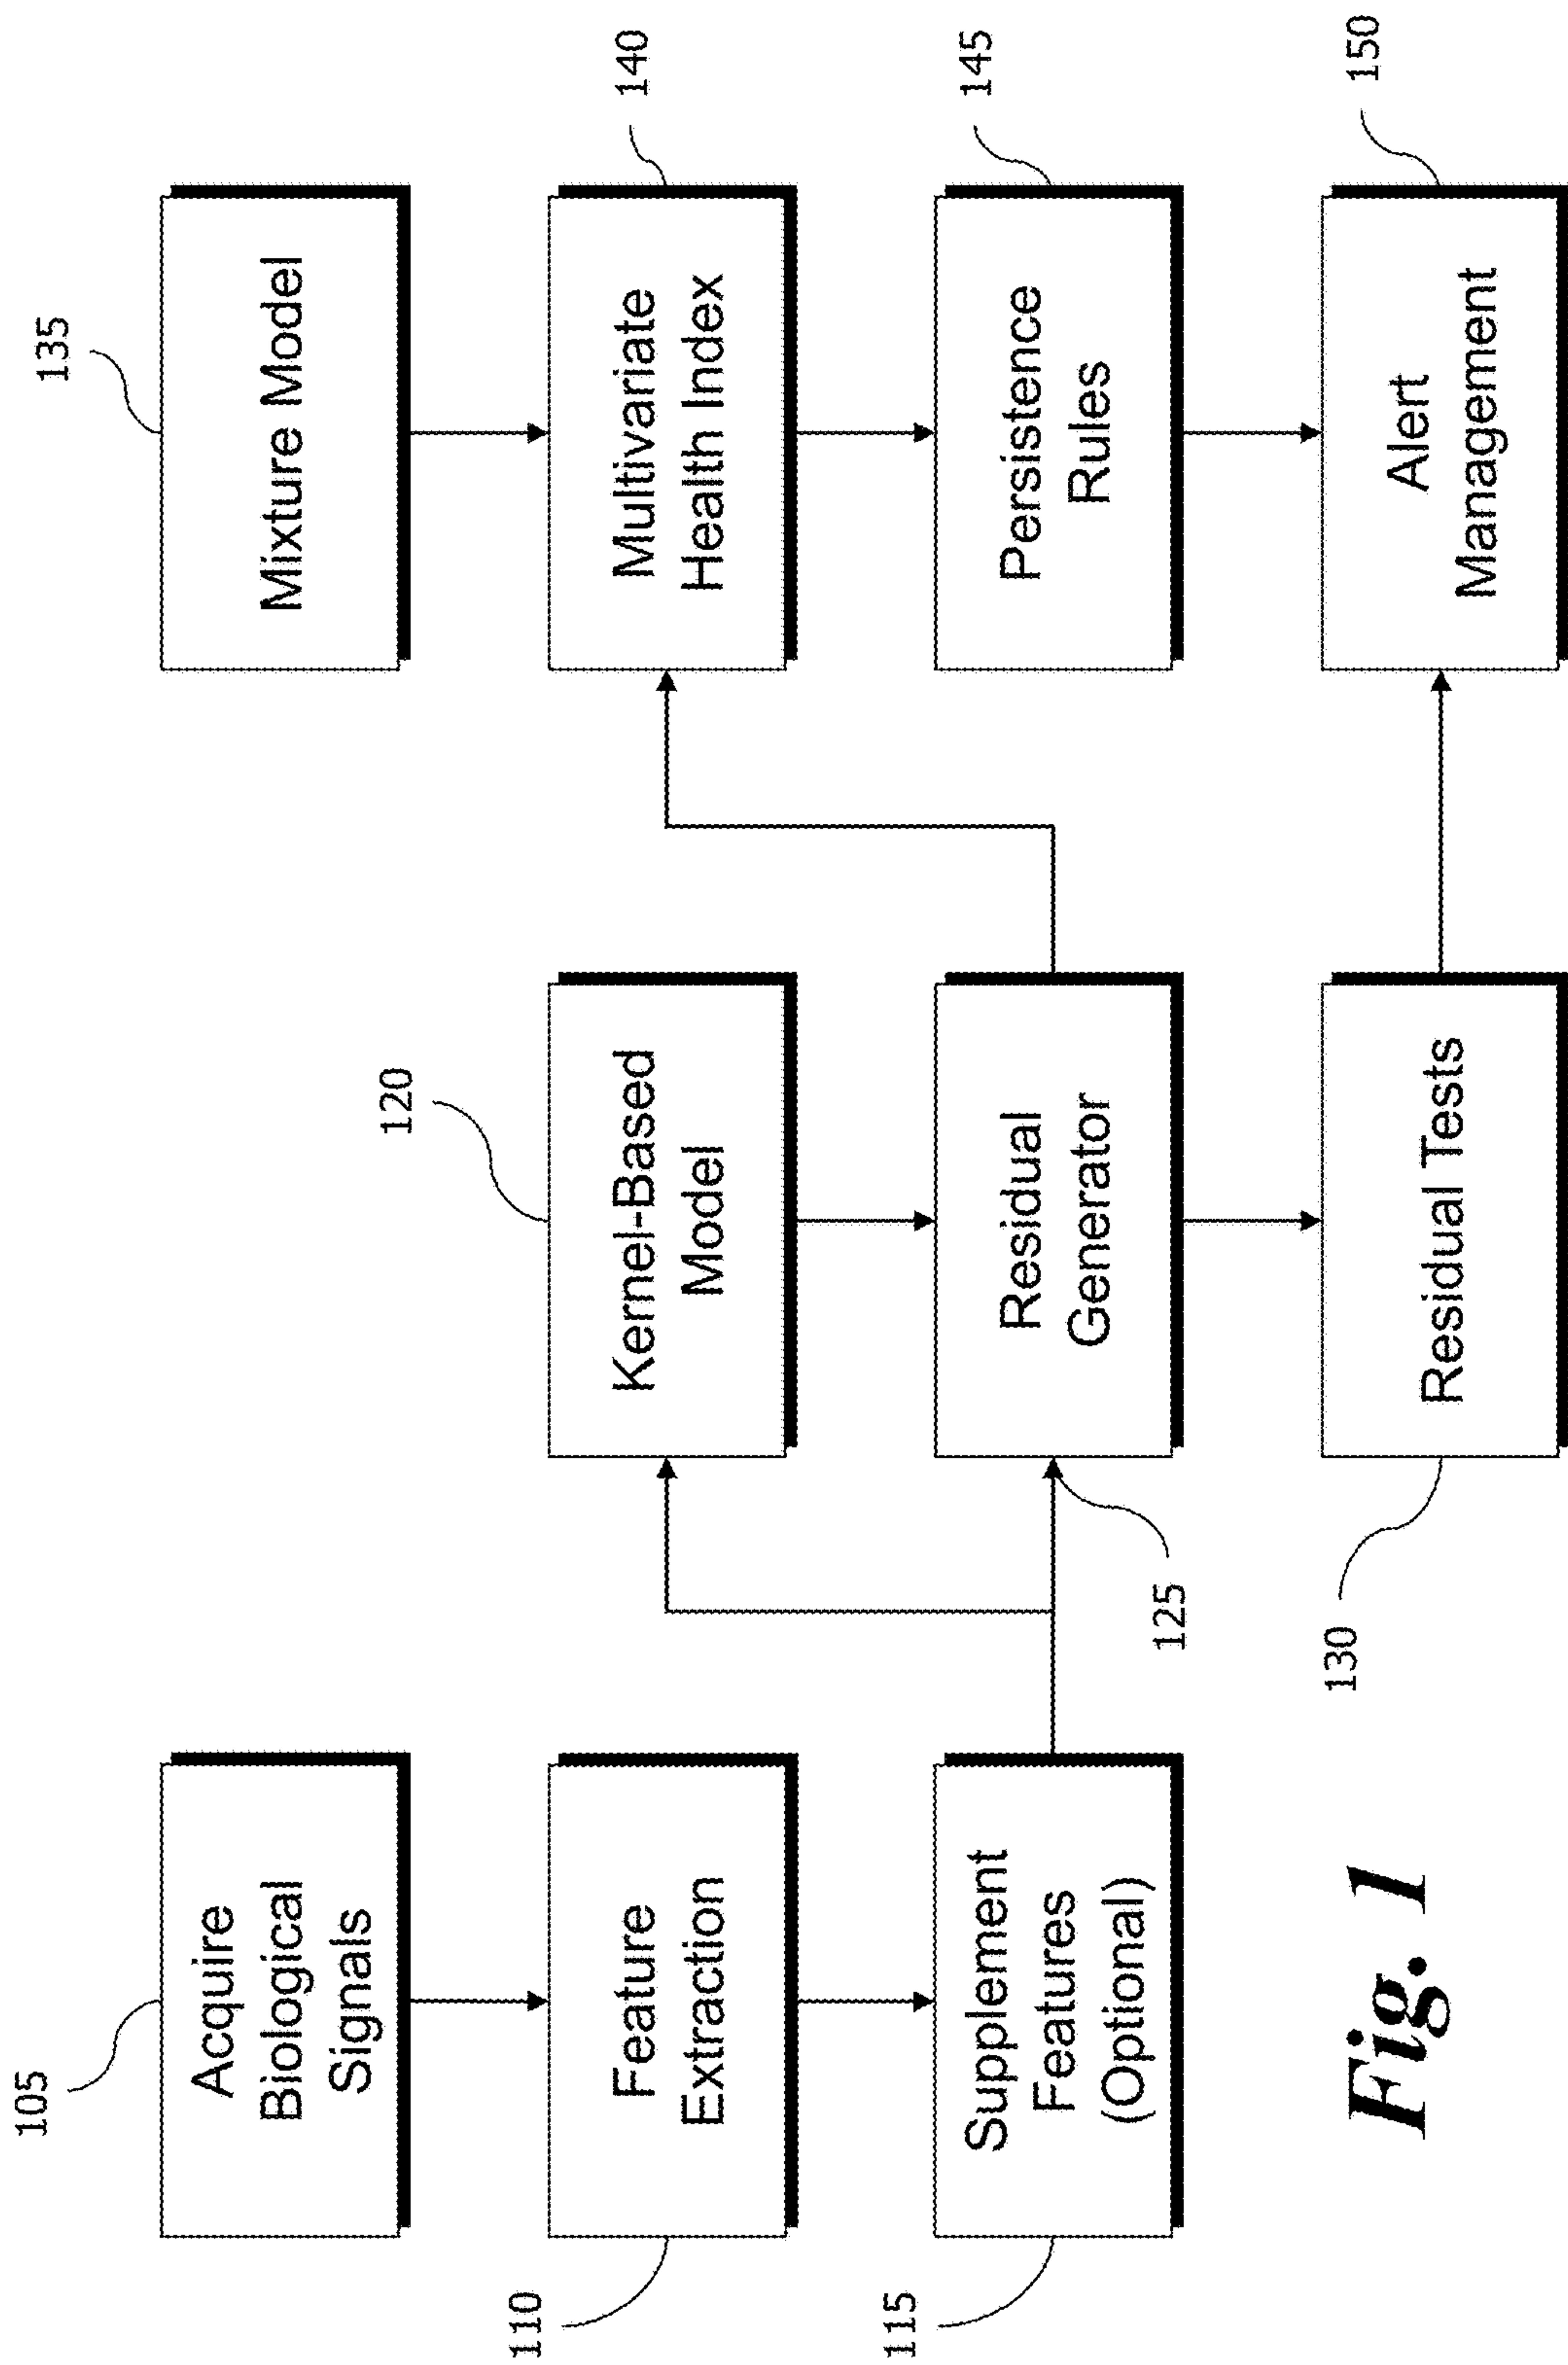 105
Acquire
Biological
Signals
110
Feature
Extraction
115
Supplement
Features
(Optional)
120
Kernel-Based
Model
125
Residual
Generator
130
Residual Tests
135
Mixture Model
140
Multivariate
Health Index
145
Persistence
Rules
150
Alert
Management
Fig. 1